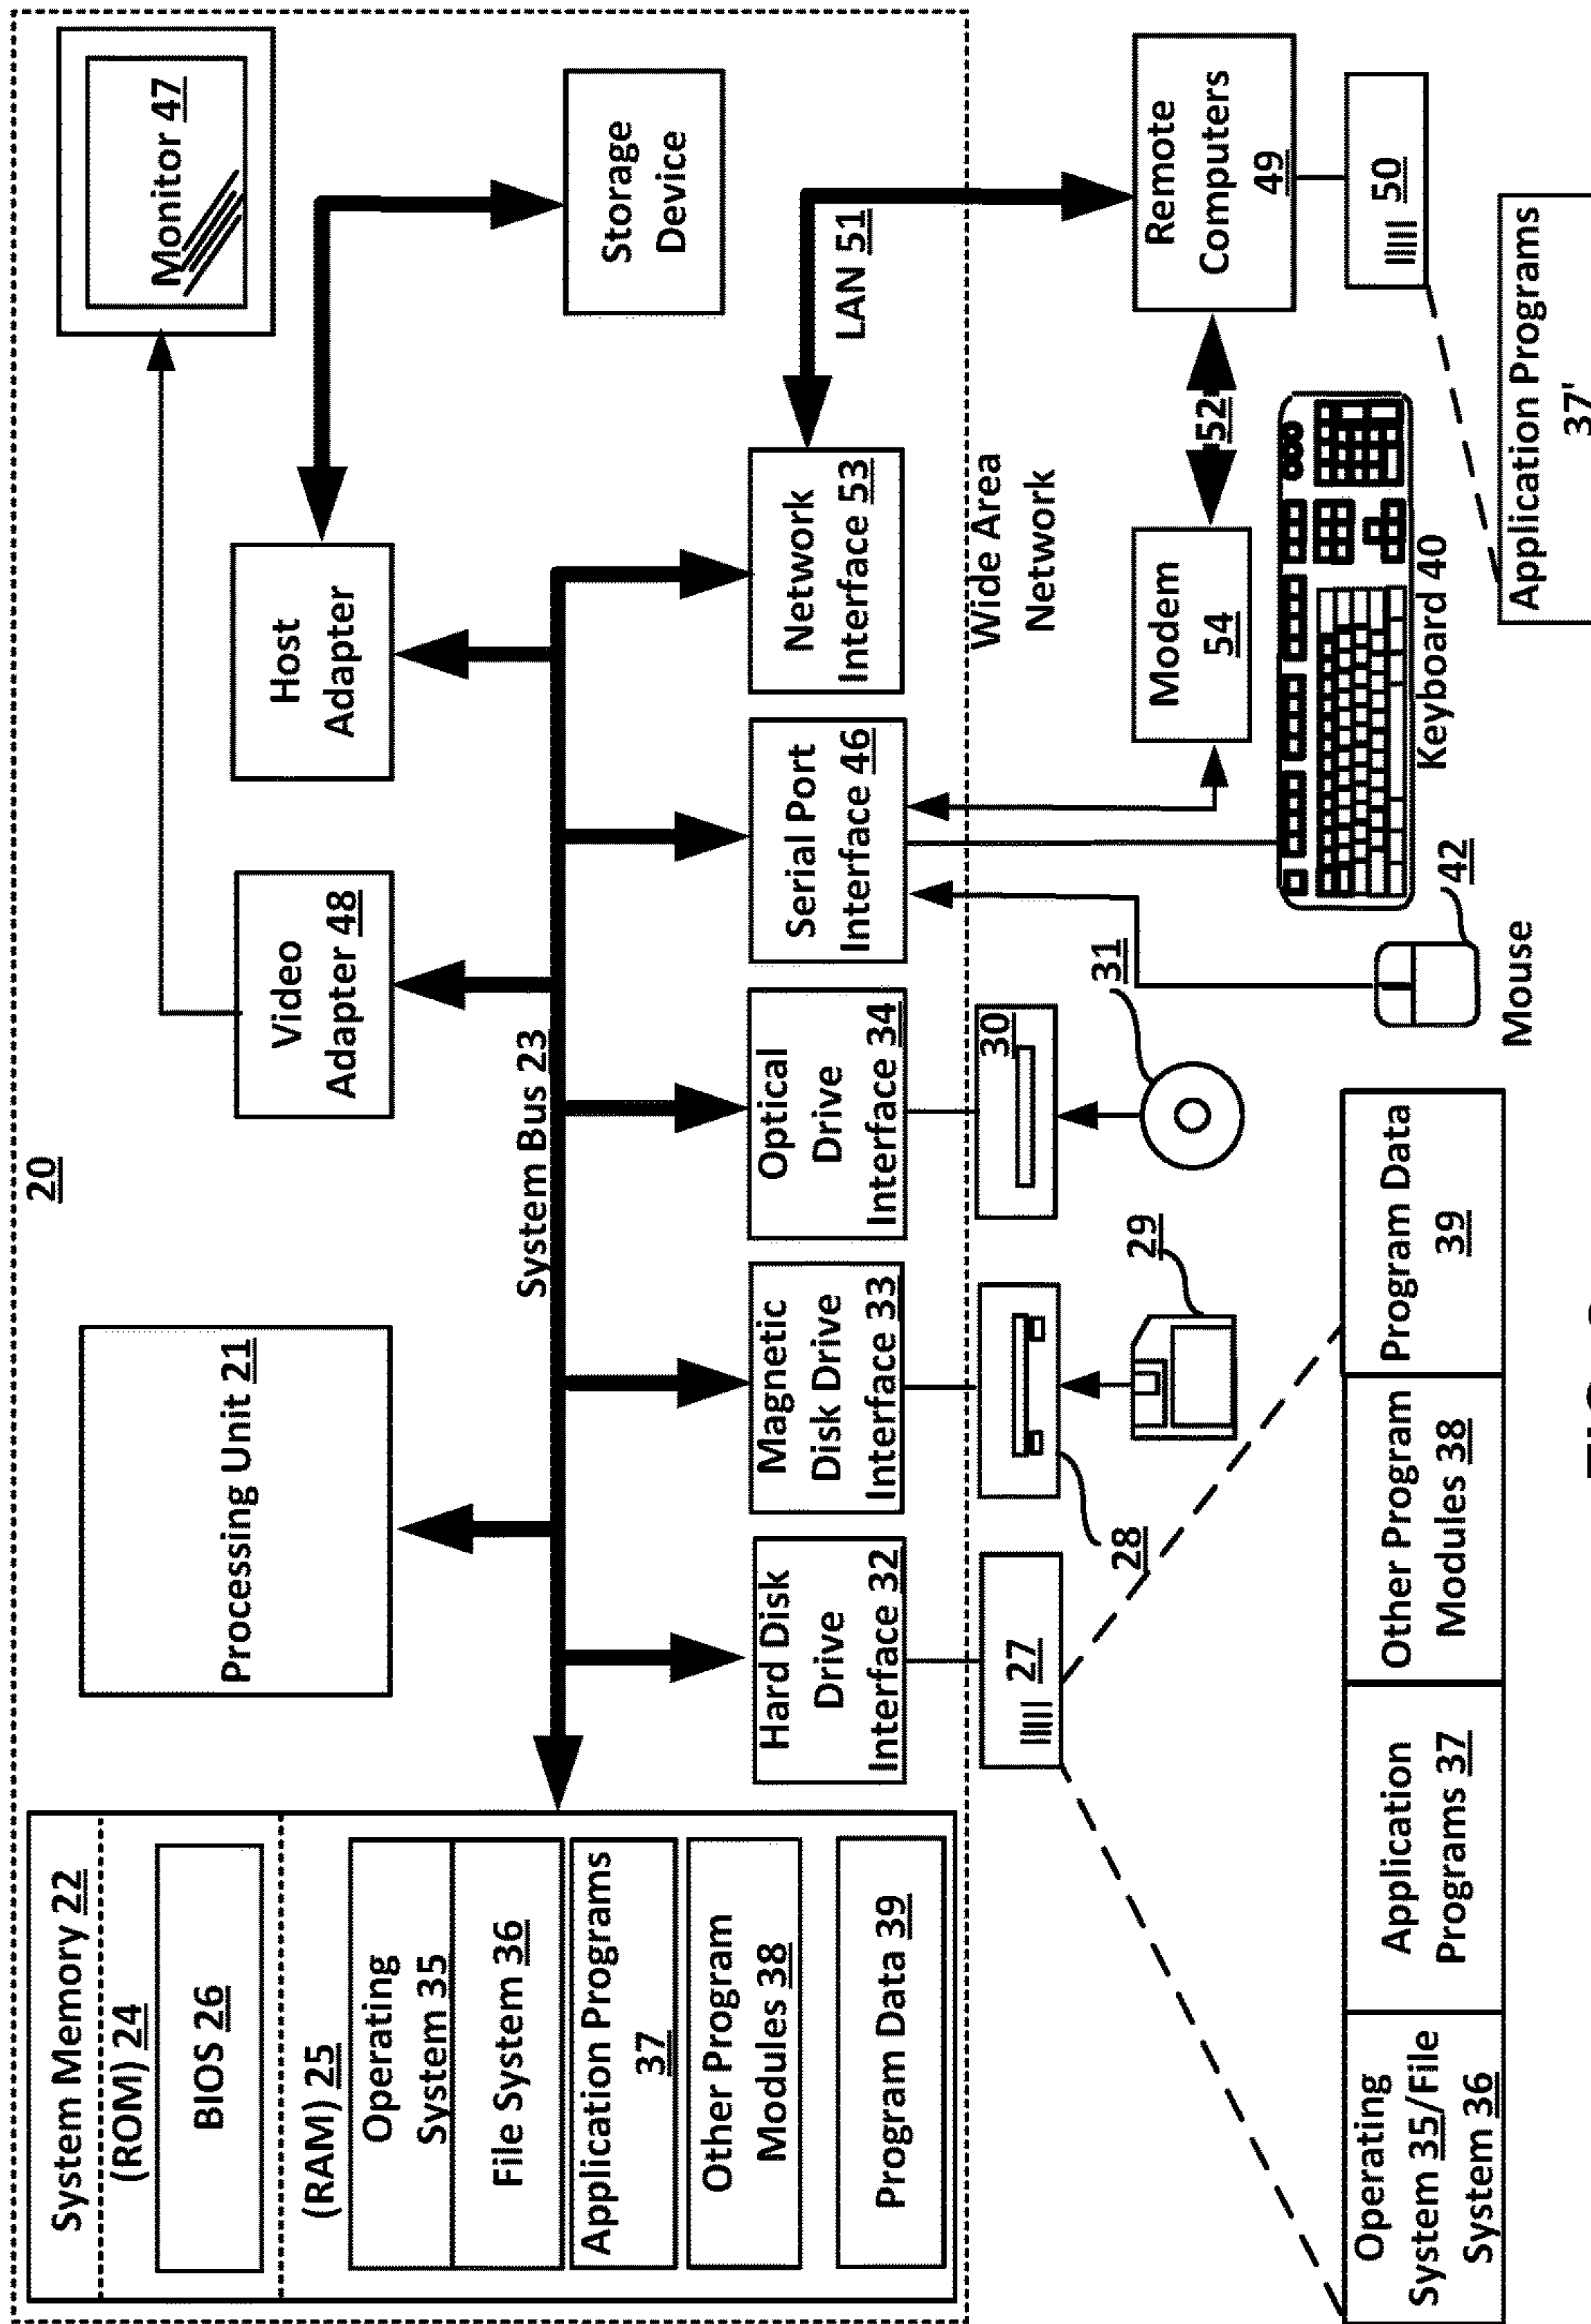 20
System Memory 22
(ROM) 24
BIOS 26
(RAM) 25
Operating
System 35
File System 36
Application Programs
37
Other Program
Modules 38
Program Data 39
Processing Unit 21
Video
Adapter 48
Host
Adapter
Monitor 47
Storage
Device
System Bus 23
Hard Disk
Drive
Interface 32
Magnetic
Disk Drive
Interface 33
Optical
Drive
Interface 34
Serial Port
Interface 46
Network
Interface 53
LAN 51
Wide Area
Network
27
28
29
30
31
Modem
54
52
Remote
Computers
49
50
Keyboard 40
42
Mouse
Operating
System 35/File
System 36
Application
Programs 37
Other Program
Modules 38
Program Data
39
Application Programs
37'